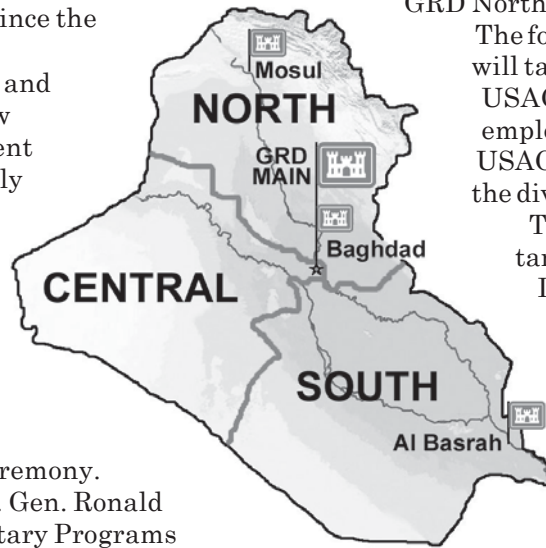 ince the
and
w
ent
ly
remony.
. Gen. Ronald
tary Programs
Mosul
NORTH
GRD
MAIN
Baghdad
CENTRAL
SOUTH
Al Basrah
GRD North
The fo
will ta
USAC
emplo
USAC
the div
T
tar
I